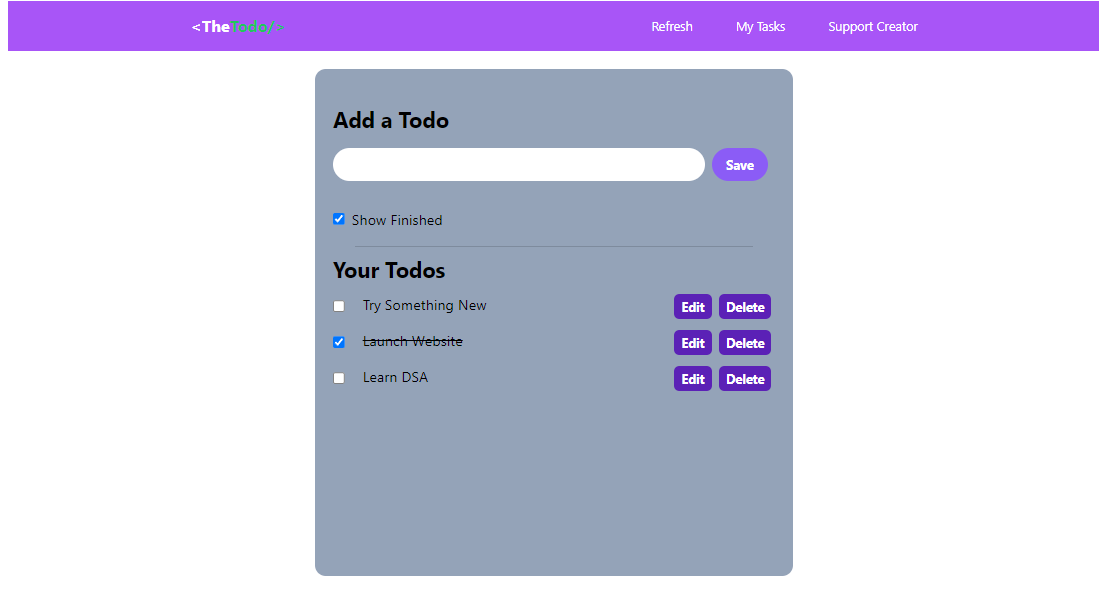 <TheTodo/> Refresh My Tasks Support Creator
Add a Todo
Save
Show Finished
Your Todos
Try Something New Edit Delete
Launch Website Edit Delete
Learn DSA Edit Delete